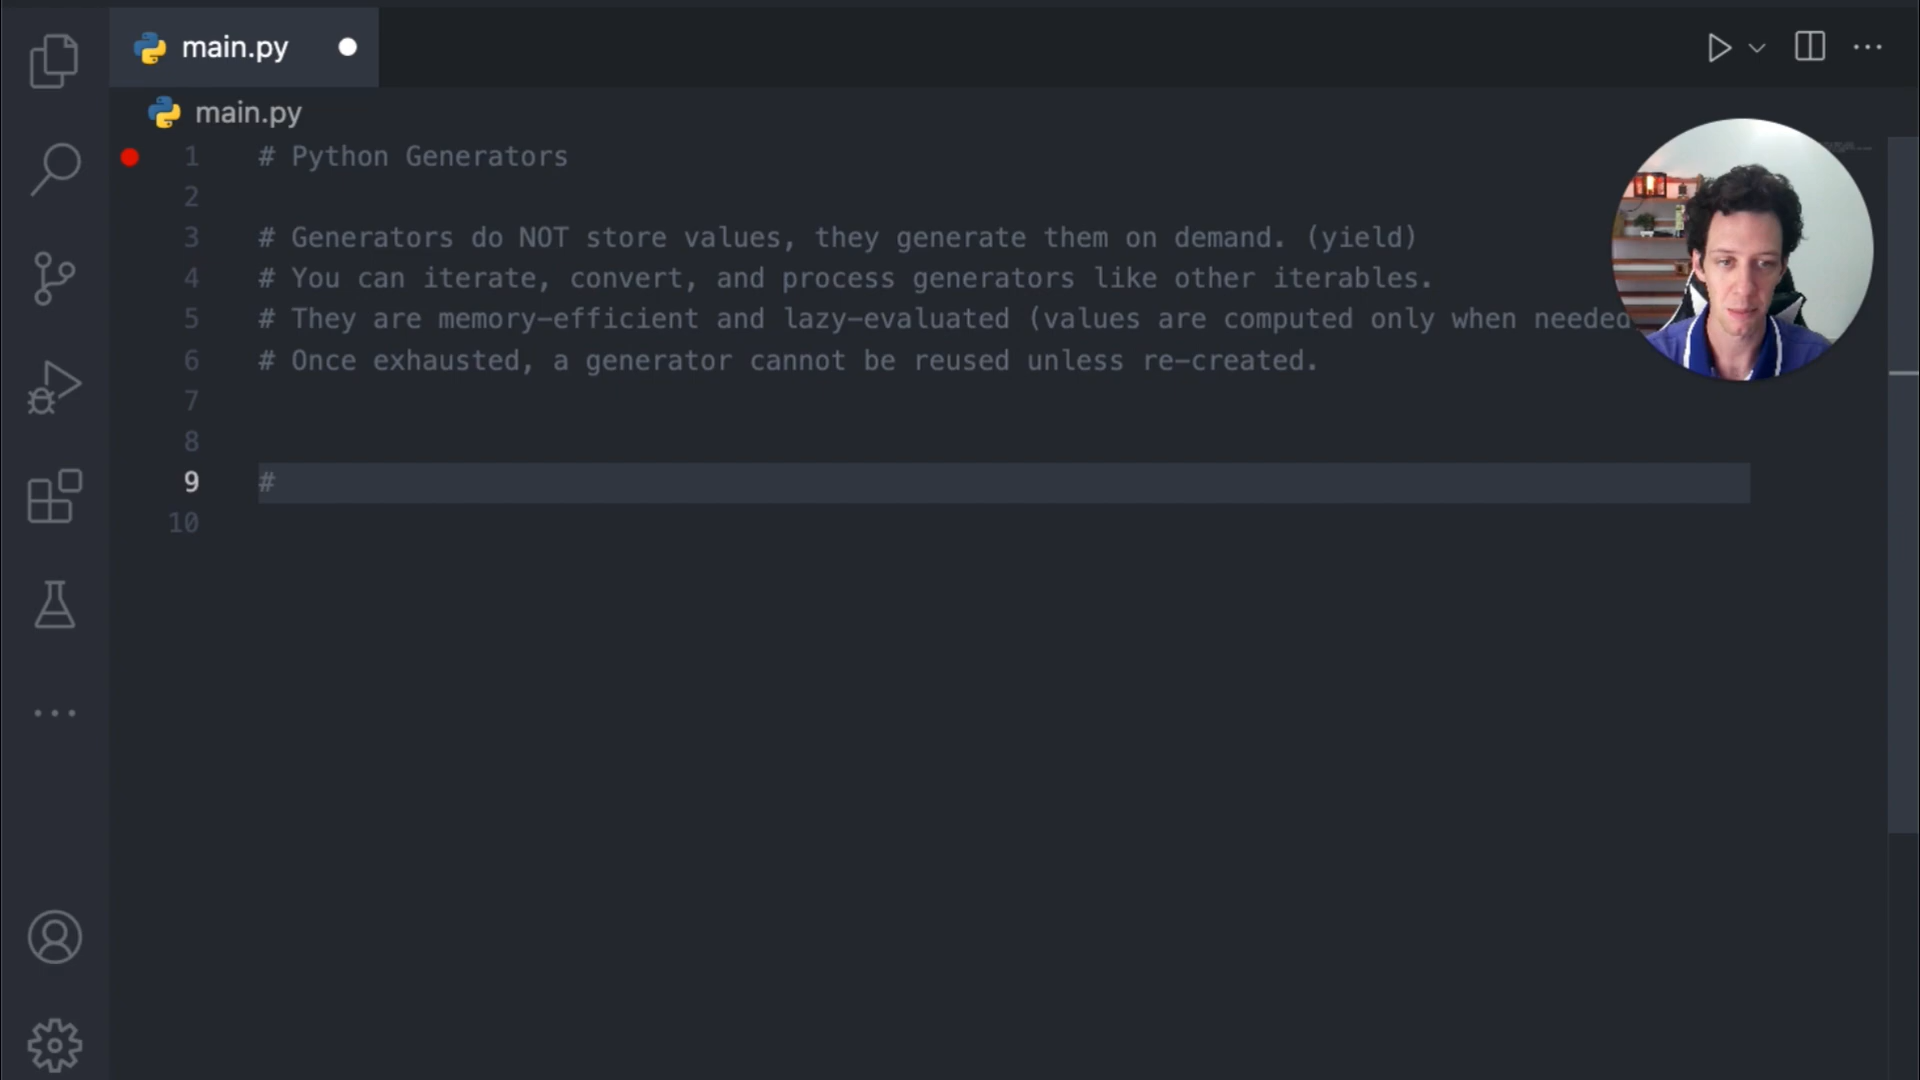 main.py
main.py
1 # Python Generators
2
3 # Generators do NOT store values, they generate them on demand. (yield)
4 # You can iterate, convert, and process generators like other iterables.
5 # They are memory-efficient and lazy-evaluated (values are computed only when needed
6 # Once exhausted, a generator cannot be reused unless re-created.
7
8
9 #
10